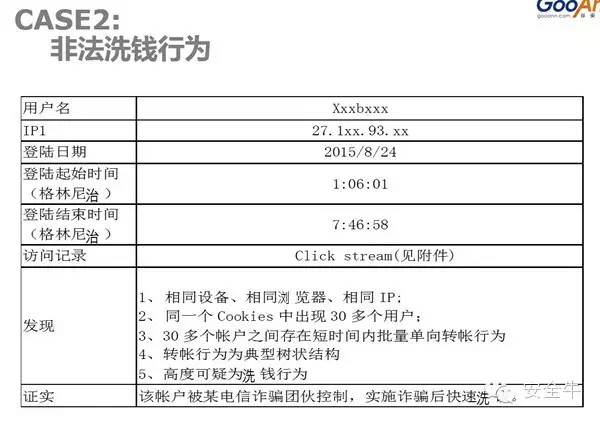 GooAn
gooann.com
CASE2:
非法洗钱行为
用户名 Xxxbxxx
IP1 27.1xx.93.xx
登陆日期 2015/8/24
登陆起始时间
（格林尼治） 1:06:01
登陆结束时间
（格林尼治） 7:46:58
访问记录 Click stream(见附件)
发现
1、 相同设备、相同浏览器、相同 IP;
2、 同一个 Cookies 中出现 30 多个用户;
3、30 多个帐户之间存在短时间内批量单向转帐行为
4、 转帐行为为典型树状结构
5、 高度可疑为洗钱行为
证实 该帐户被某电信诈骗团伙控制，实施诈骗后快速洗
安全牛